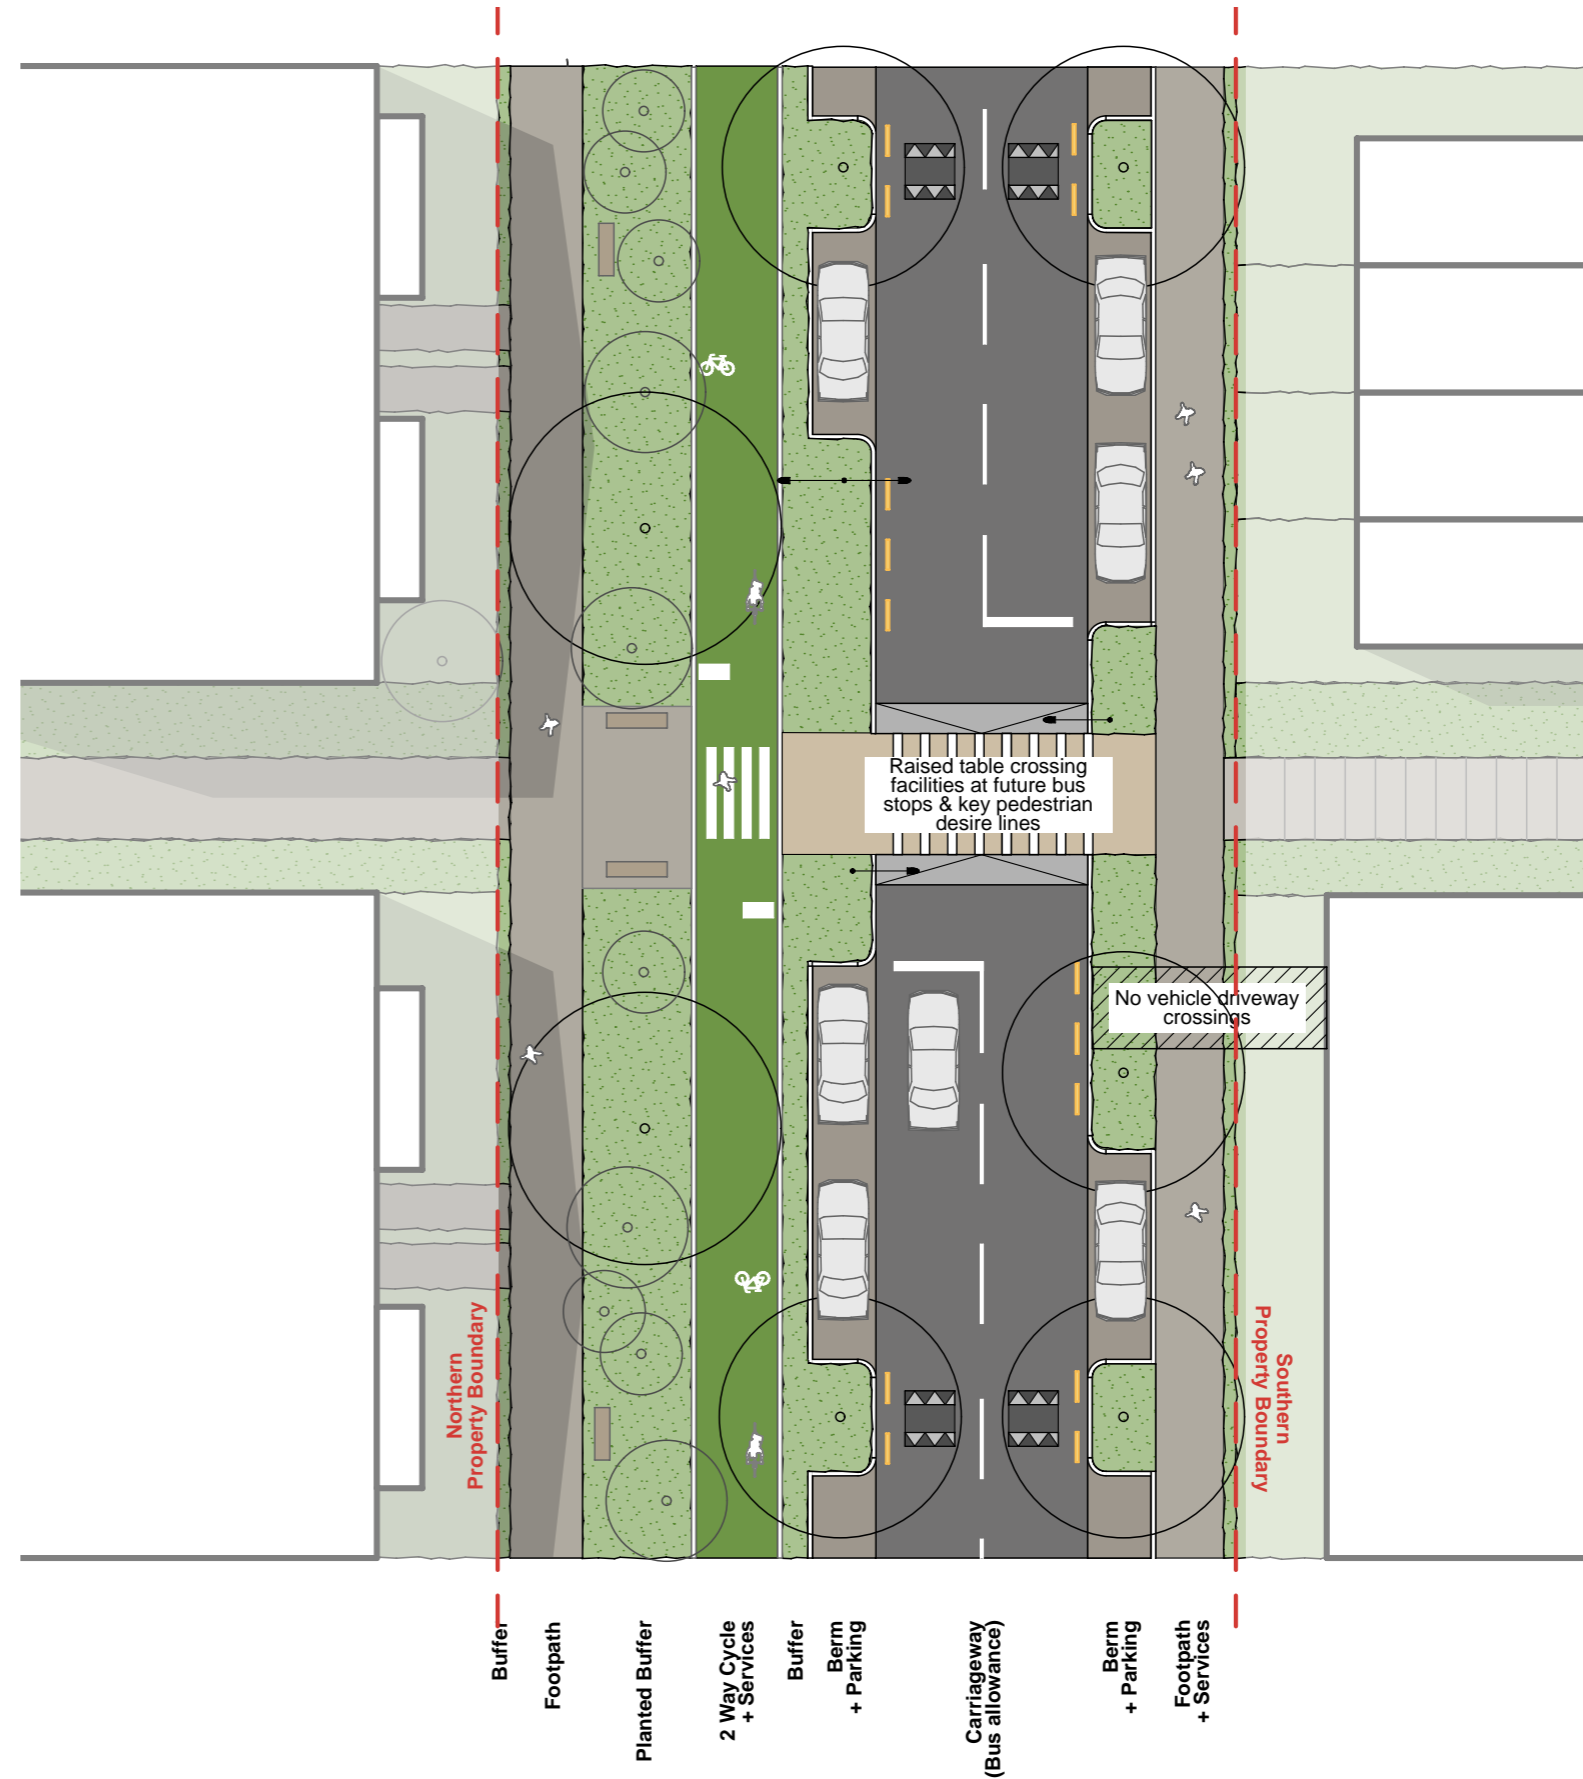 Raised table crossing
facilities at future bus
stops & key pedestrian
desire lines
No vehicle driveway
crossings
Northern
Property Boundary
Southern
Property Boundary
Buffer
Footpath
Planted Buffer
2 Way Cycle
+ Services
Buffer
Berm
+ Parking
Carriageway
(Bus allowance)
Berm
+ Parking
Footpath
+ Services